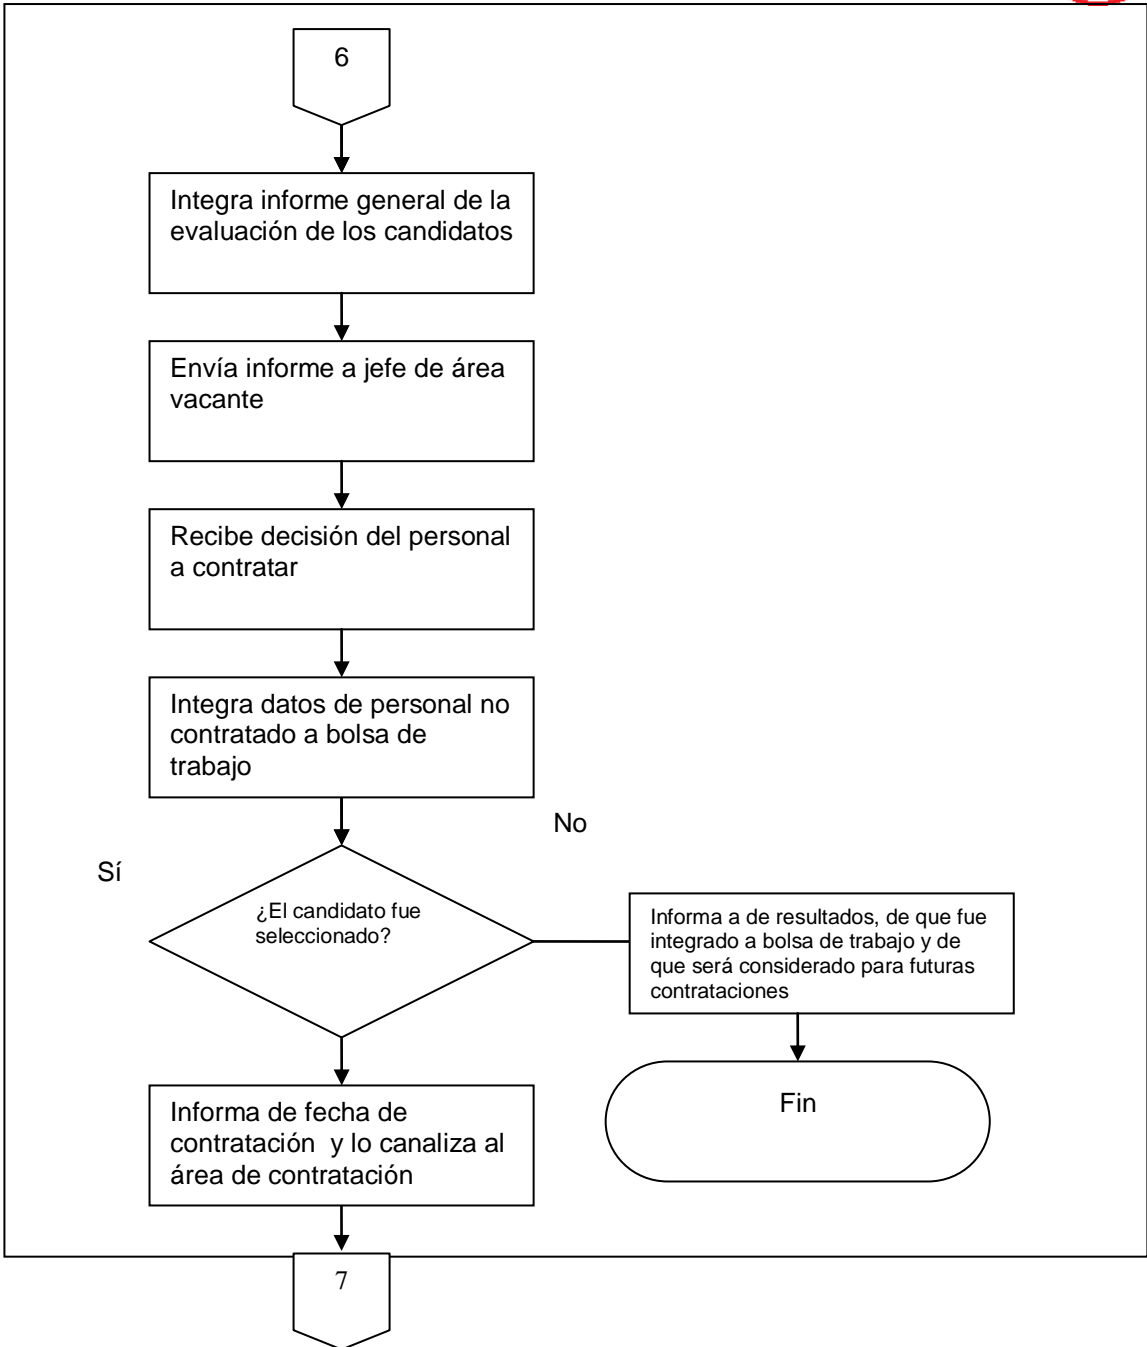 6
Integra informe general de la
evaluación de los candidatos
Envía informe a jefe de área
vacante
Recibe decisión del personal
a contratar
Integra datos de personal no
contratado a bolsa de
trabajo
No
Sí
¿El candidato fue
seleccionado?
Informa a de resultados, de que fue
integrado a bolsa de trabajo y de
que será considerado para futuras
contrataciones
Fin
Informa de fecha de
contratación  y lo canaliza al
área de contratación
7